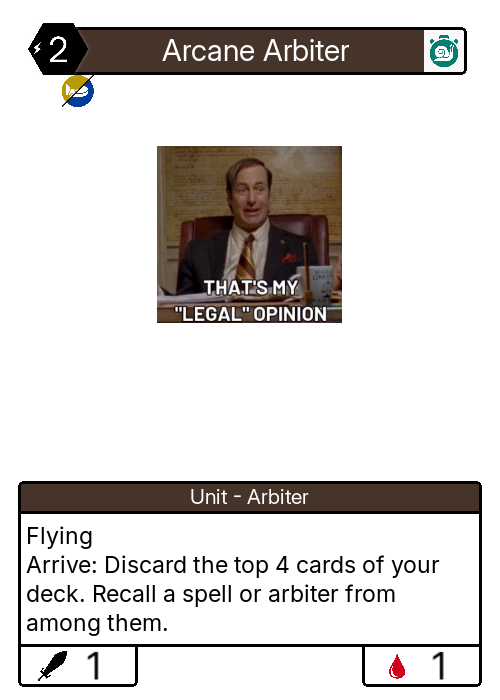 2
Arcane Arbiter
THAT'S MY
"LEGAL" OPINION
Unit - Arbiter
Flying
Arrive: Discard the top 4 cards of your
deck. Recall a spell or arbiter from
among them.
1
1